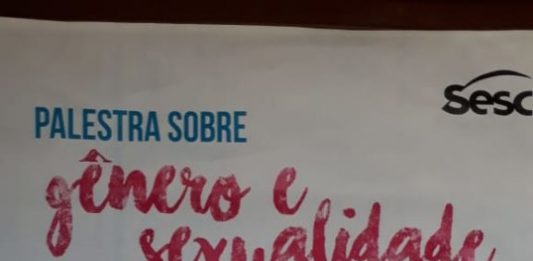 Sesc
PALESTRA SOBRE
gênero e
sexualidade